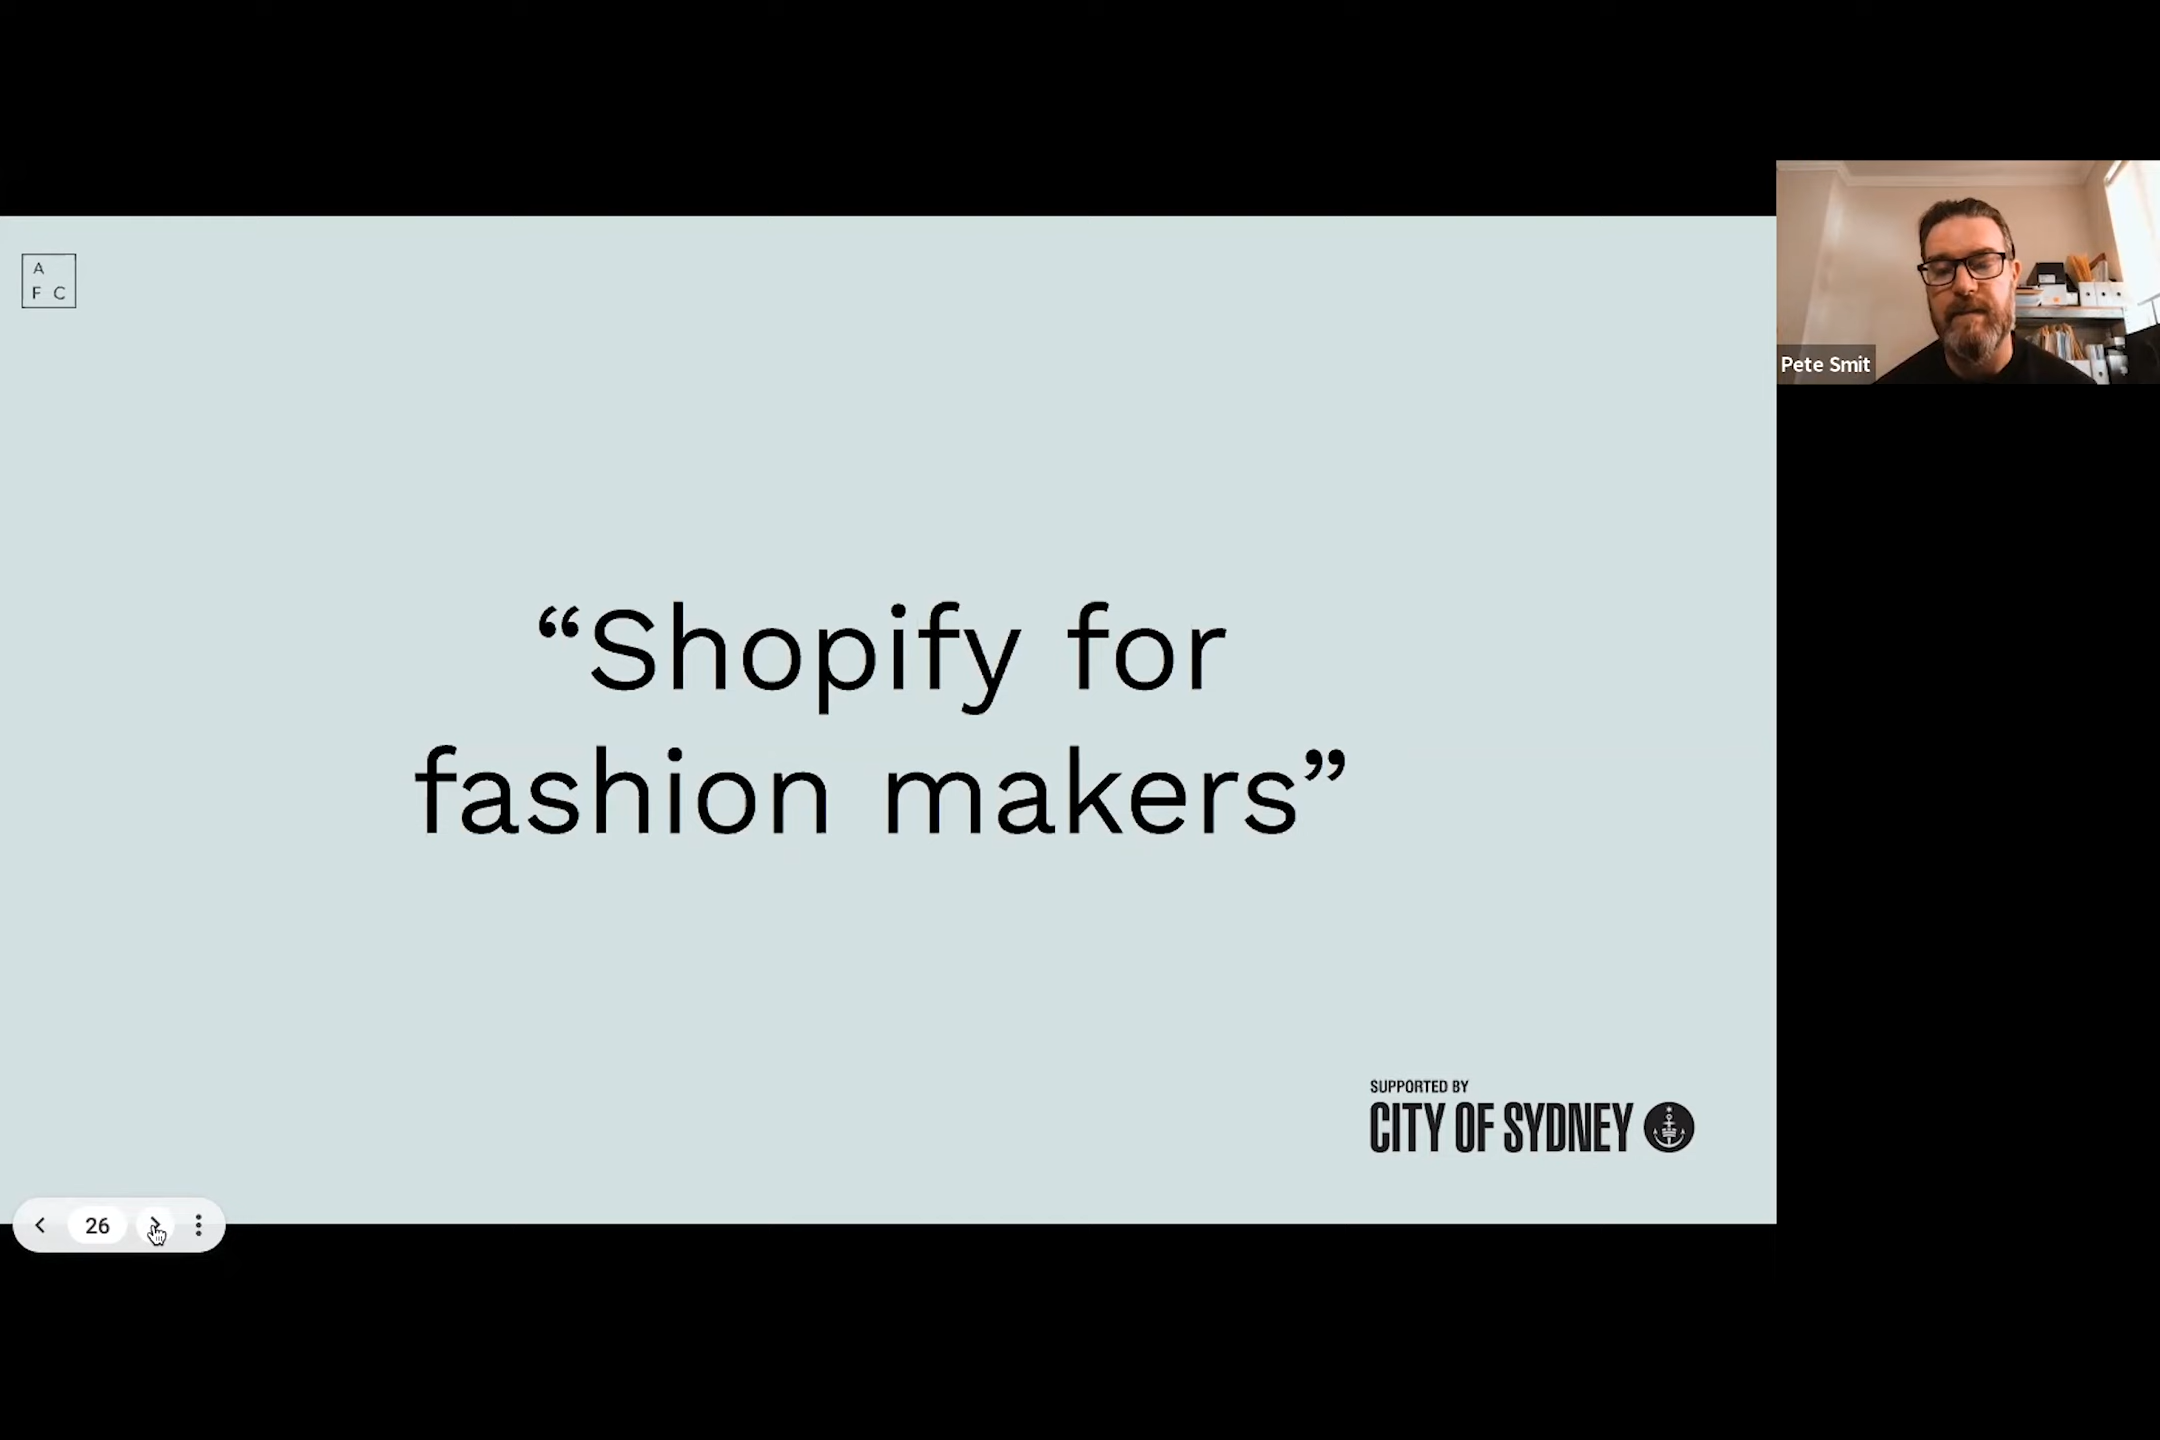 A
F C
“Shopify for
fashion makers”
SUPPORTED BY
CITY OF SYDNEY
26
Pete Smit